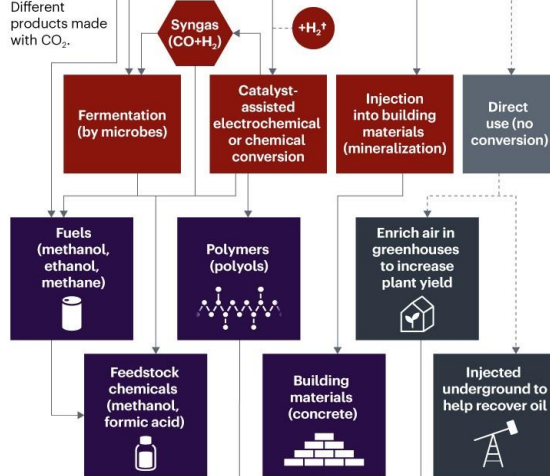 Different
products made
with CO₂.
Syngas
(CO+H₂)
+H₂†
Fermentation
(by microbes)
Catalyst-
assisted
electrochemical
or chemical
conversion
Injection
into building
materials
(mineralization)
Direct
use (no
conversion)
Fuels
(methanol,
ethanol,
methane)
Polymers
(polyols)
Enrich air in
greenhouses
to increase
plant yield
Feedstock
chemicals
(methanol,
formic acid)
Building
materials
(concrete)
Injected
underground to
help recover oil